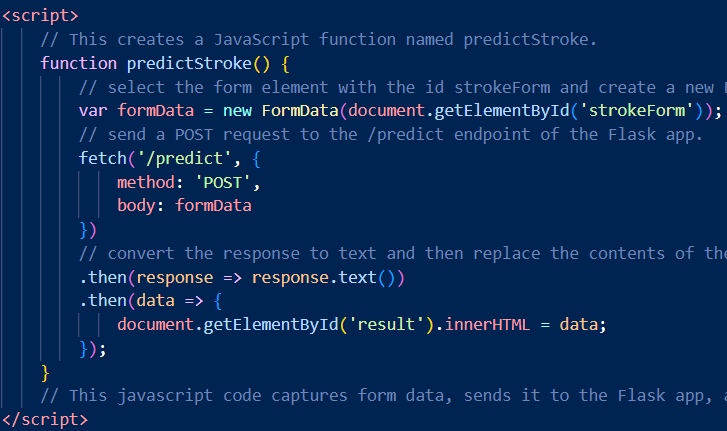 <script>
// This creates a JavaScript function named predictStroke.
function predictStroke() {
// select the form element with the id strokeForm and create a new
var formData = new FormData(document.getElementById('strokeForm'));
// send a POST request to the /predict endpoint of the Flask app.
fetch('/predict', {
method: 'POST',
body: formData
})
// convert the response to text and then replace the contents of the
.then(response => response.text())
.then(data => {
document.getElementById('result').innerHTML = data;
});
}
// This javascript code captures form data, sends it to the Flask app,
</script>